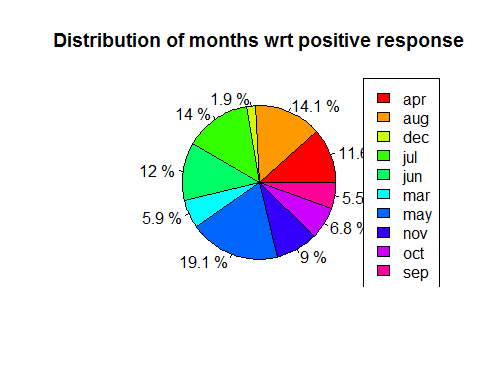 Distribution of months wrt positive response
1.9 %
14.1 %
14 %
11.6
12 %
5.5
5.9 %
6.8 %
19.1 %
9 %
apr
aug
dec
jul
jun
mar
may
nov
oct
sep